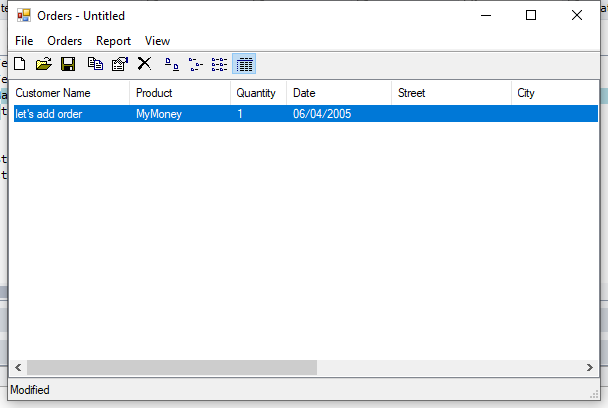 Orders - Untitled
File Orders Report View
Customer Name Product Quantity Date Street City
let's add order MyMoney 1 06/04/2005
Modified